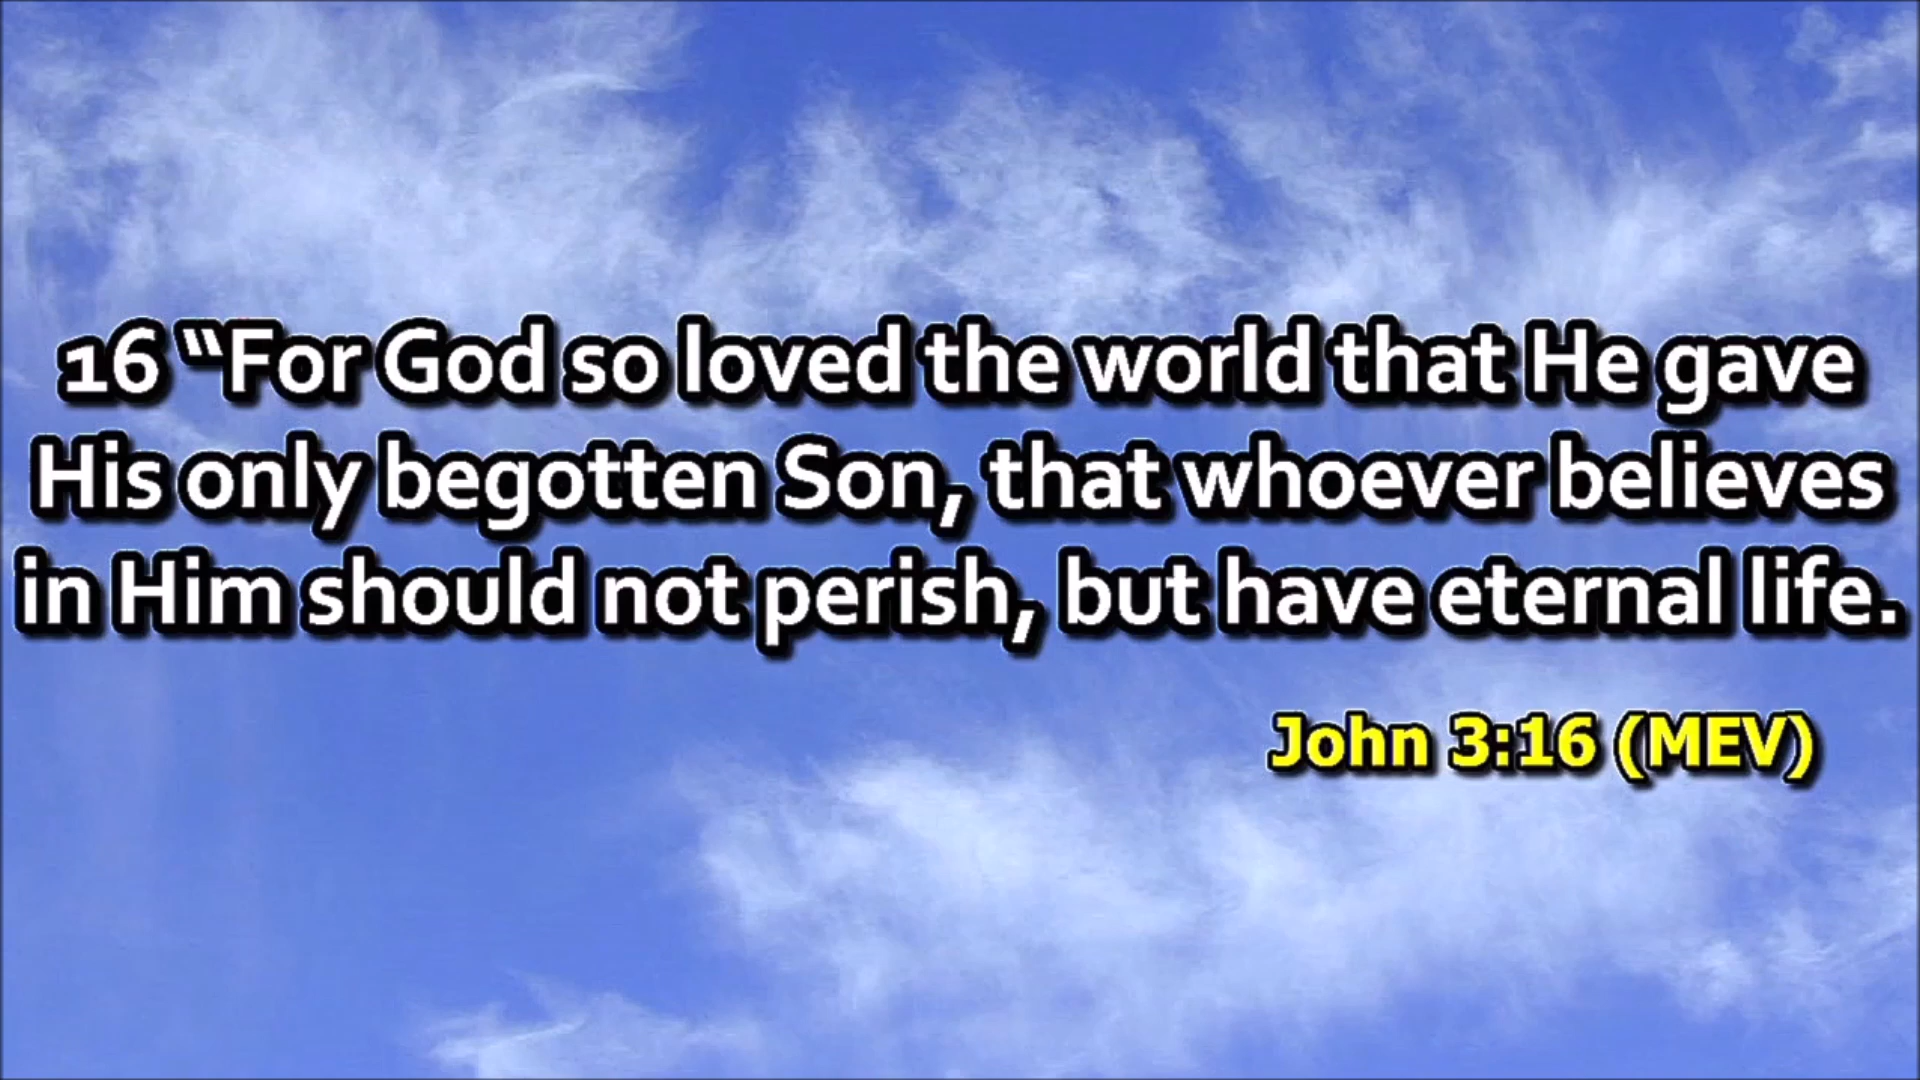 16 “For God so loved the world that He gave
His only begotten Son, that whoever believes
in Him should not perish, but have eternal life.
John 3:16 (MEV)